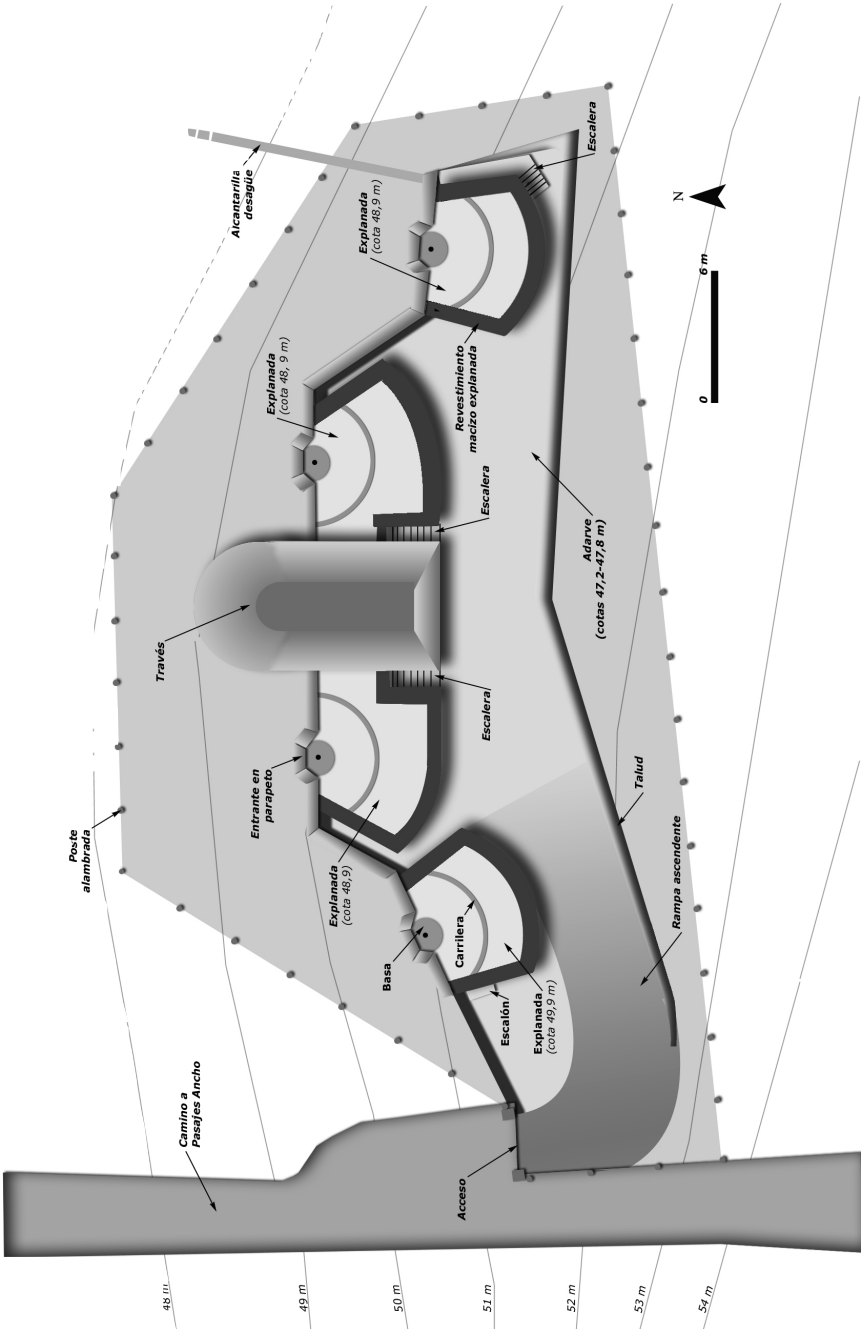 Alcantarilla
desagüe
Explanada
(cota 48,9 m)
Escalera
N
6 m
0
Explanada
(cota 48, 9 m)
Revestimiento
macizo explanada
Escalera
Adarve
(cotas 47,2-47,8 m)
Través
Escalera
Entrante en
parapeto
Talud
Poste
alambrada
Explanada
(cota 48,9)
Rampa ascendente
Basa
Carrilera
Escalón
Explanada
(cota 49,9 m)
Camino a
Pasajes Ancho
Acceso
48 m
49 m
50 m
51 m
52 m
53 m
54 m